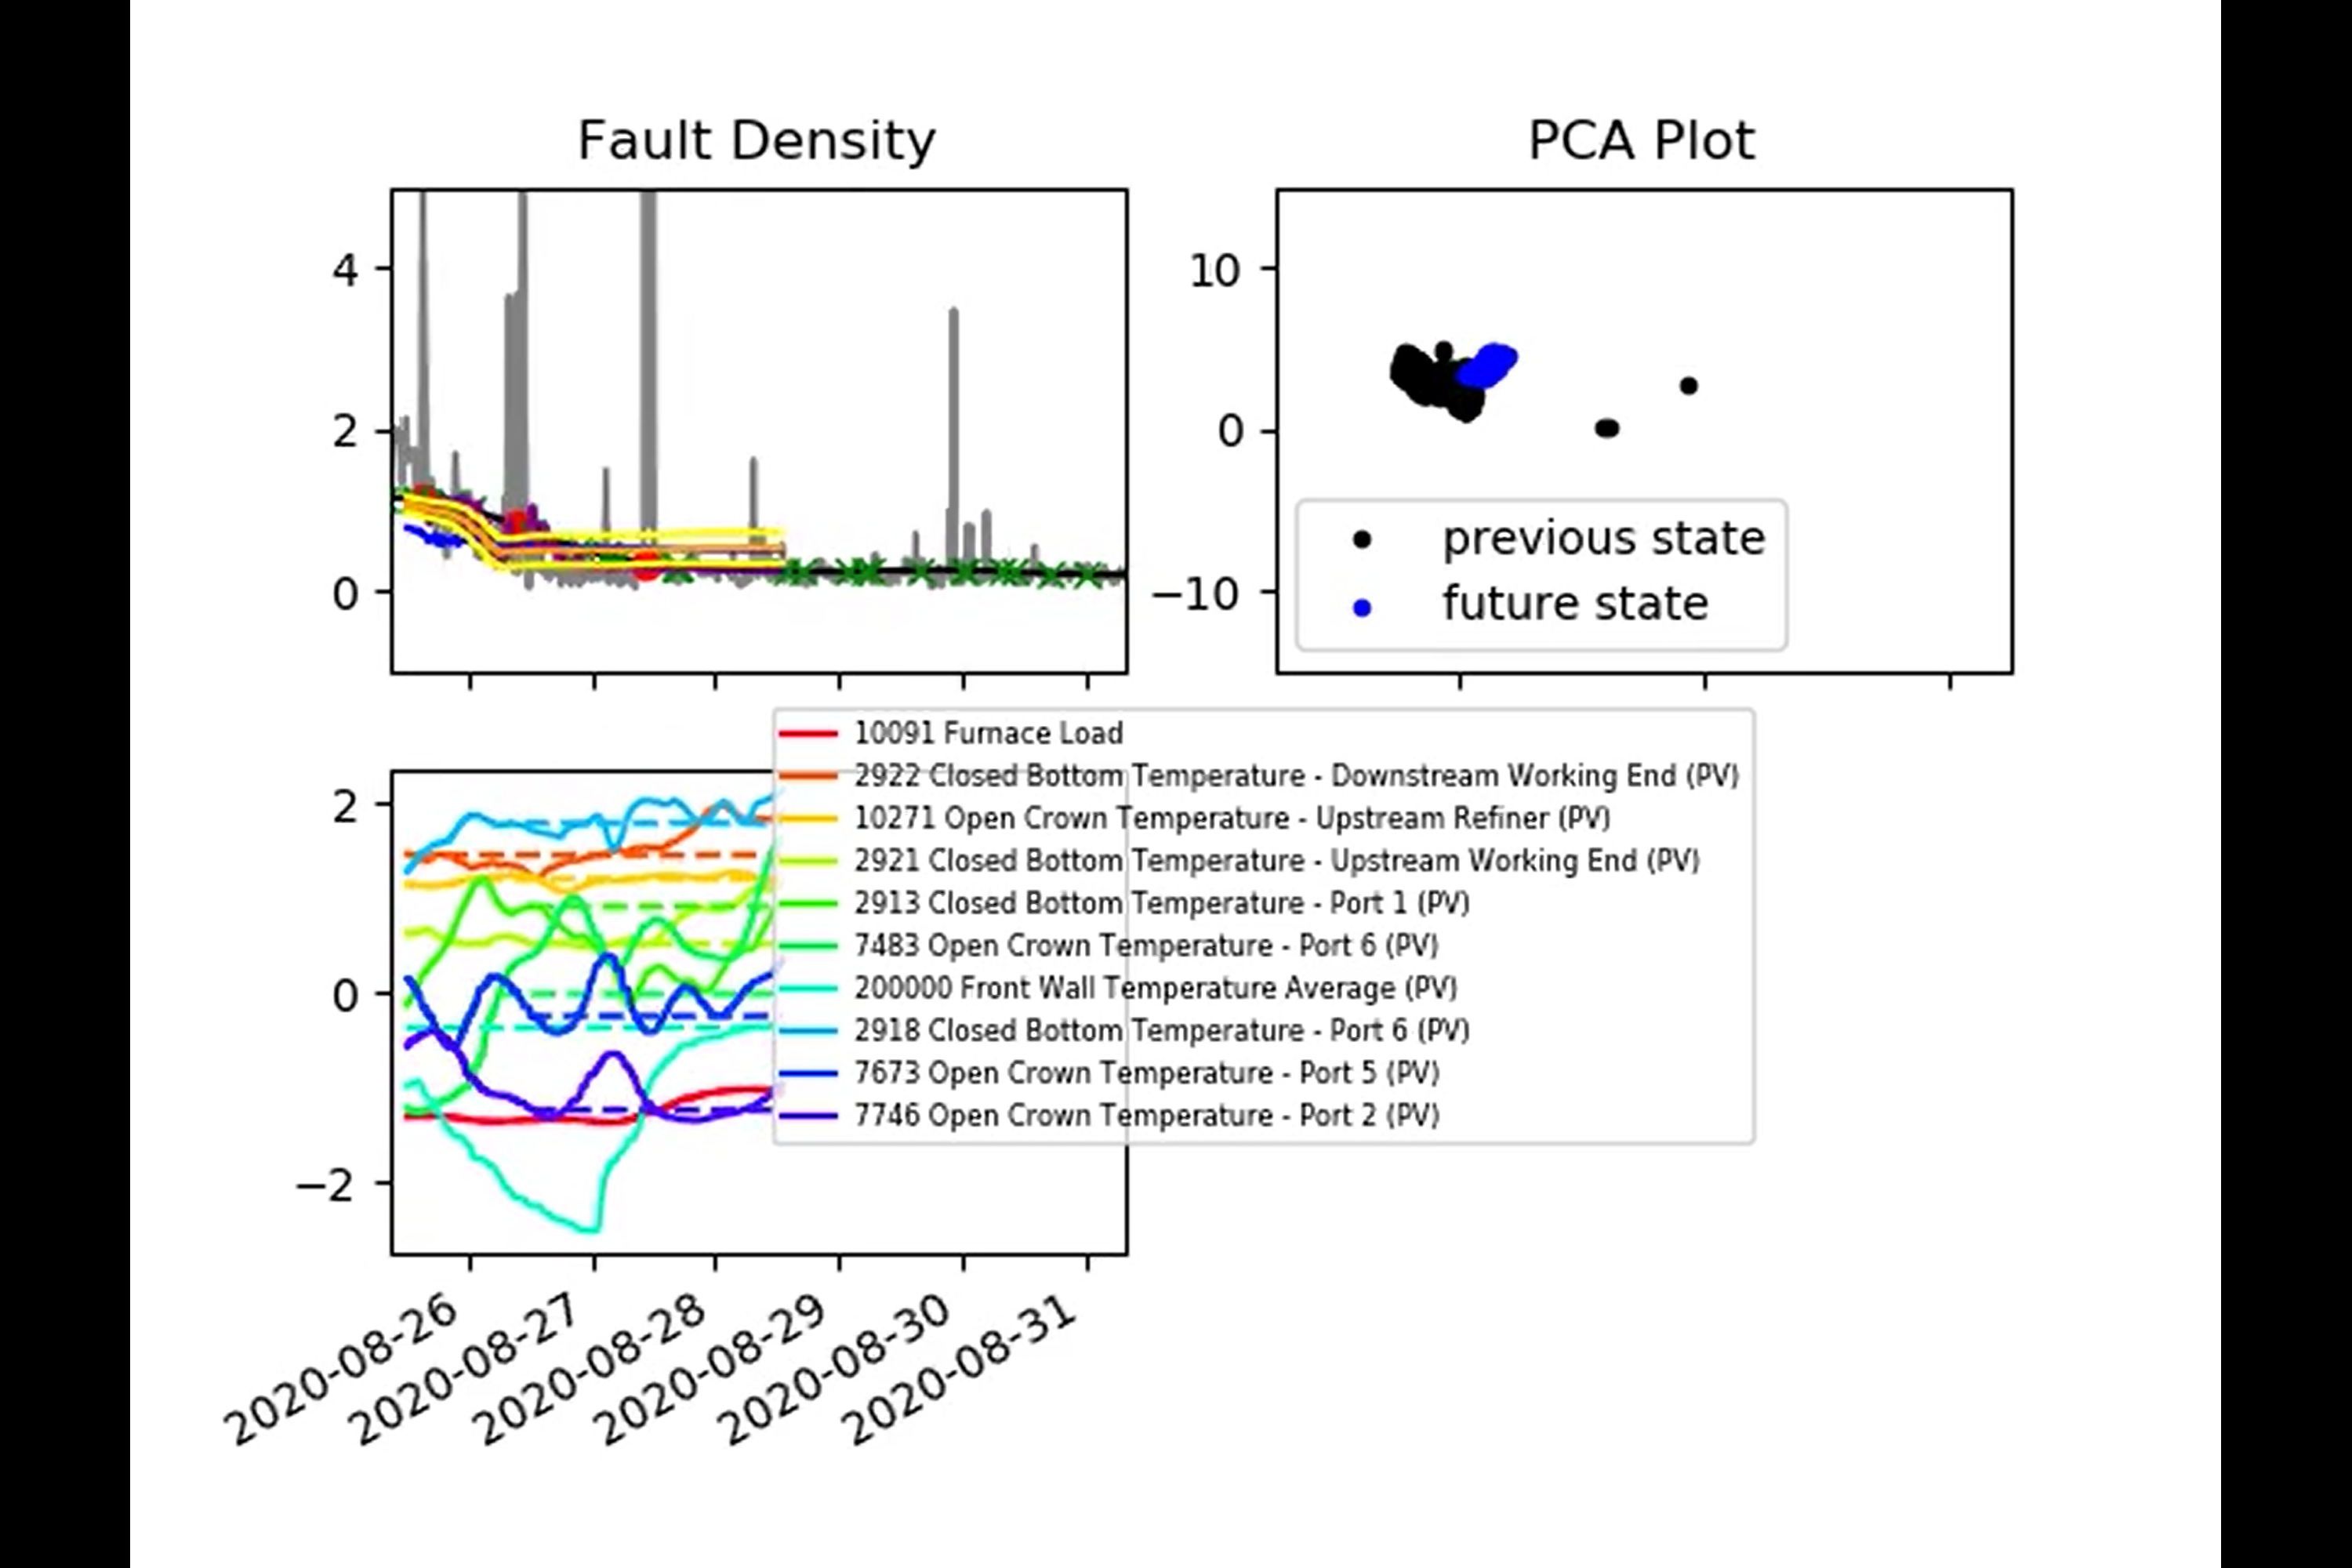 Fault Density
PCA Plot
4
2
0
10
0
−10
previous state
future state
10091 Furnace Load
2922 Closed Bottom Temperature - Downstream Working End (PV)
10271 Open Crown Temperature - Upstream Refiner (PV)
2921 Closed Bottom Temperature - Upstream Working End (PV)
2913 Closed Bottom Temperature - Port 1 (PV)
7483 Open Crown Temperature - Port 6 (PV)
200000 Front Wall Temperature Average (PV)
2918 Closed Bottom Temperature - Port 6 (PV)
7673 Open Crown Temperature - Port 5 (PV)
7746 Open Crown Temperature - Port 2 (PV)
2
0
−2
2020-08-26
2020-08-27
2020-08-28
2020-08-29
2020-08-30
2020-08-31